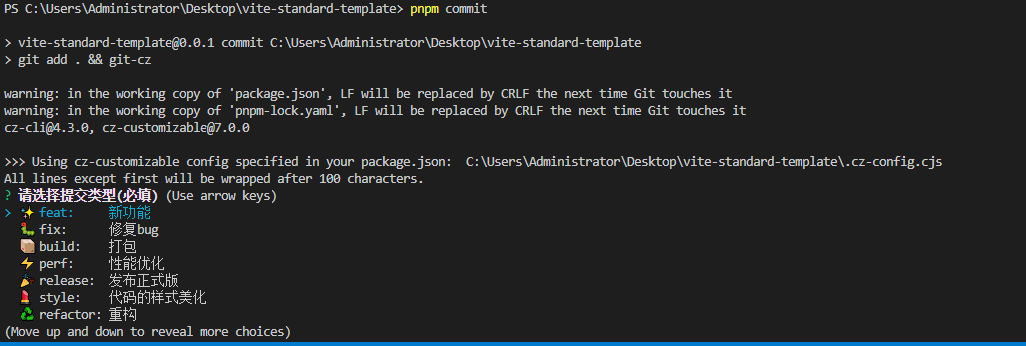 PS C:\Users\Administrator\Desktop\vite-standard-template> pnpm commit
> vite-standard-template@0.0.1 commit C:\Users\Administrator\Desktop\vite-standard-template
> git add . && git-cz
warning: in the working copy of 'package.json', LF will be replaced by CRLF the next time Git touches it
warning: in the working copy of 'pnpm-lock.yaml', LF will be replaced by CRLF the next time Git touches it
cz-cli@4.3.0, cz-customizable@7.0.0
>>> Using cz-customizable config specified in your package.json:  C:\Users\Administrator\Desktop\vite-standard-template\.cz-config.cjs
All lines except first will be wrapped after 100 characters.
? 请选择提交类型(必填) (Use arrow keys)
> ✨ feat:    新功能
🐛 fix:    修复bug
📦 build:    打包
⚡ perf:    性能优化
🎉 release:  发布正式版
💄 style:    代码的样式美化
♻ refactor: 重构
(Move up and down to reveal more choices)